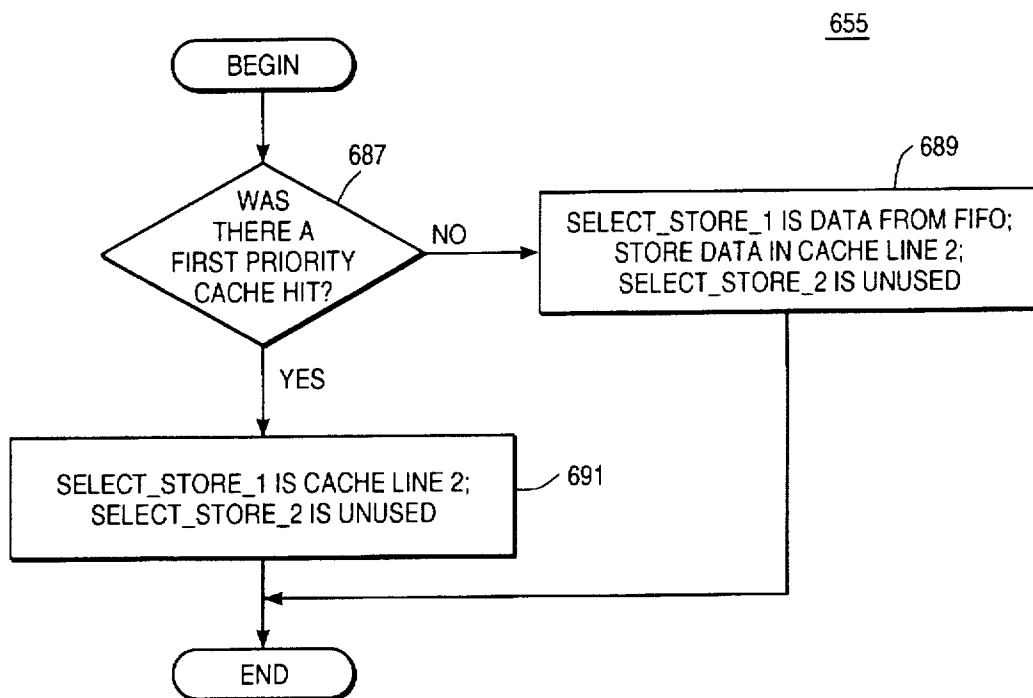 655
BEGIN
687
WAS
THERE A
FIRST PRIORITY
CACHE HIT?
NO
689
SELECT_STORE_1 IS DATA FROM FIFO;
STORE DATA IN CACHE LINE 2;
SELECT_STORE_2 IS UNUSED
YES
SELECT_STORE_1 IS CACHE LINE 2;
SELECT_STORE_2 IS UNUSED
691
END